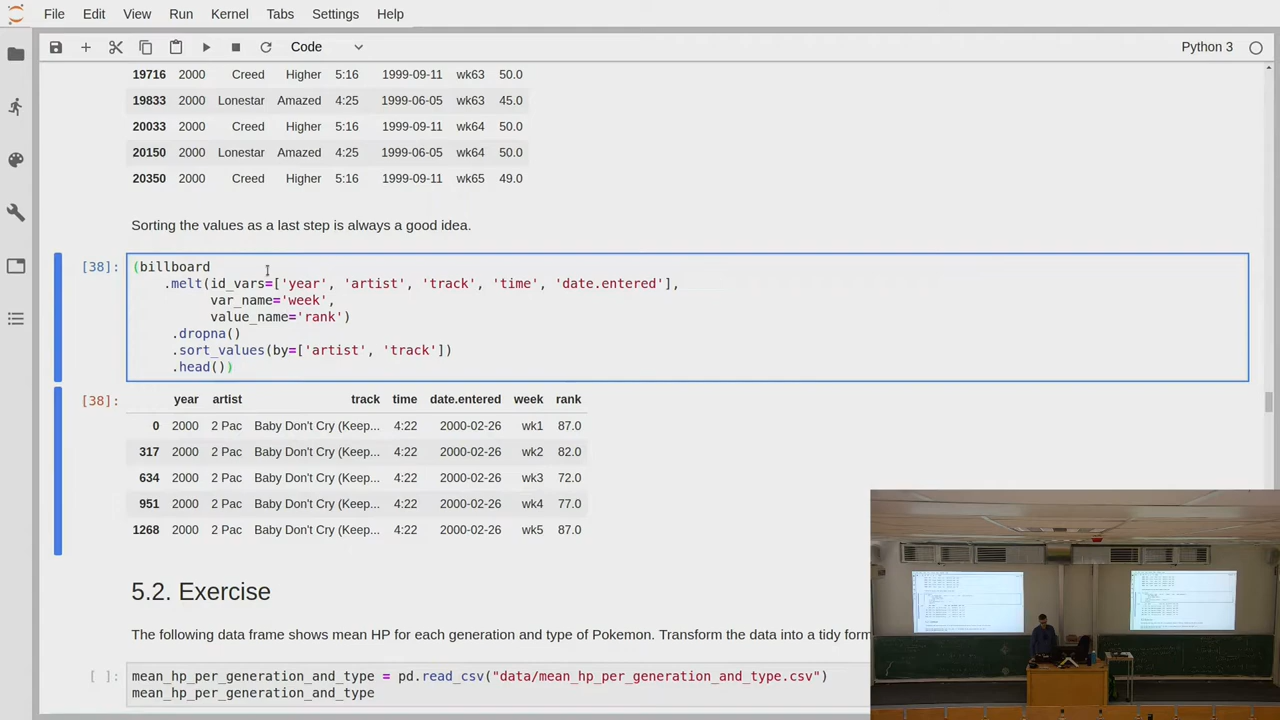 File Edit View Run Kernel Tabs Settings Help
Code Python 3
19716 2000 Creed Higher 5:16 1999-09-11 wk63 50.0
19833 2000 Lonestar Amazed 4:25 1999-06-05 wk63 45.0
20033 2000 Creed Higher 5:16 1999-09-11 wk64 50.0
20150 2000 Lonestar Amazed 4:25 1999-06-05 wk64 50.0
20350 2000 Creed Higher 5:16 1999-09-11 wk65 49.0
Sorting the values as a last step is always a good idea.
[38]: (billboard
.melt(id_vars=['year', 'artist', 'track', 'time', 'date.entered'],
var_name='week',
value_name='rank')
.dropna()
.sort_values(by=['artist', 'track'])
.head())
[38]: year artist track time date.entered week rank
0 2000 2 Pac Baby Don't Cry (Keep... 4:22 2000-02-26 wk1 87.0
317 2000 2 Pac Baby Don't Cry (Keep... 4:22 2000-02-26 wk2 82.0
634 2000 2 Pac Baby Don't Cry (Keep... 4:22 2000-02-26 wk3 72.0
951 2000 2 Pac Baby Don't Cry (Keep... 4:22 2000-02-26 wk4 77.0
1268 2000 2 Pac Baby Don't Cry (Keep... 4:22 2000-02-26 wk5 87.0
5.2. Exercise
The following data frame shows mean HP for each generation and type of Pokemon. Transform the data into a tidy form
[ ]: mean_hp_per_generation_and_type = pd.read_csv("data/mean_hp_per_generation_and_type.csv")
mean_hp_per_generation_and_type